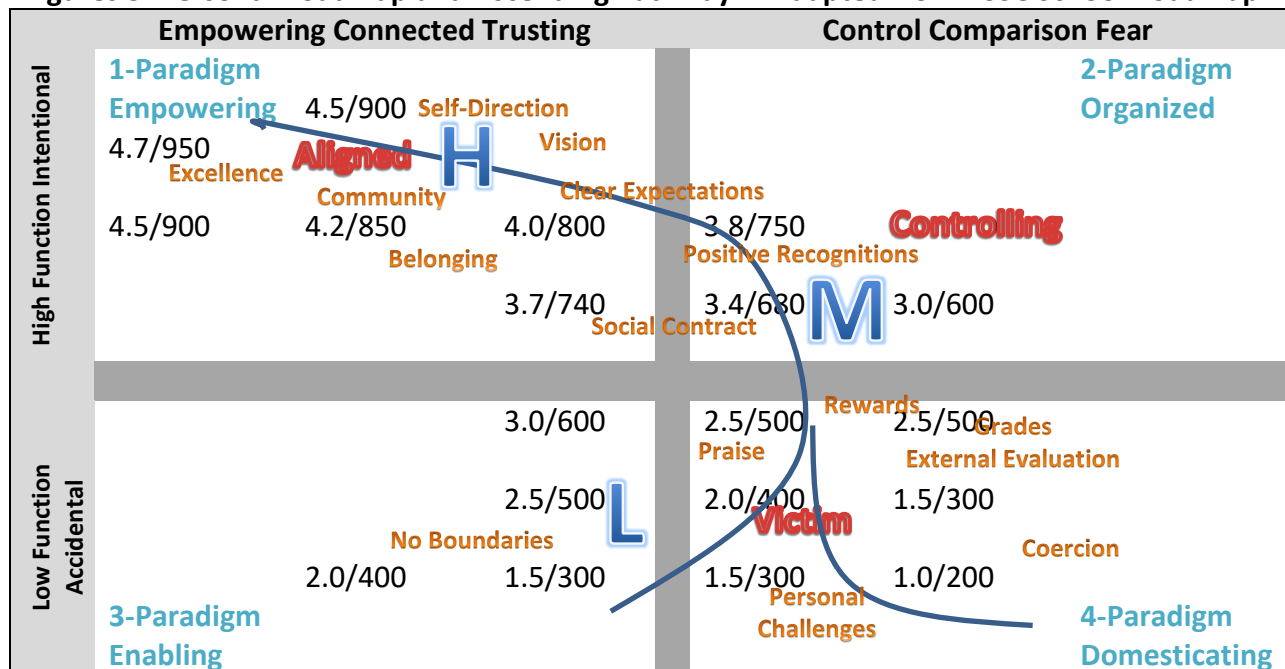 Empowering Connected Trusting
Control Comparison Fear
High Function Intentional
1-Paradigm
Empowering
2-Paradigm
Organized
4.5/900
Self-Direction
Vision
4.7/950
Aligned
H
Excellence
Community
Clear Expectations
4.5/900
4.2/850
4.0/800
3.8/750
Controlling
Belonging
Positive Recognitions
3.7/740
3.4/680
M
3.0/600
Social Contract
Low Function
Accidental
3.0/600
2.5/500
Rewards
2.5/500
Grades
Praise
External Evaluation
2.5/500
L
2.0/400
1.5/300
Victim
No Boundaries
Coercion
2.0/400
1.5/300
1.5/300
1.0/200
Personal
Challenges
3-Paradigm
Enabling
4-Paradigm
Domesticating